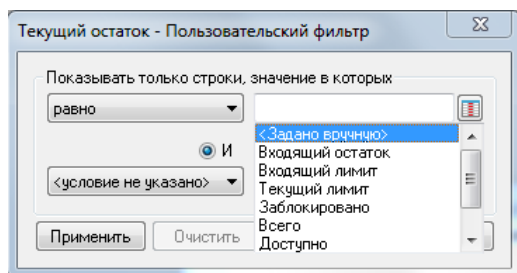 Текущий остаток - Пользовательский фильтр
Показывать только строки, значение в которых
равно
<Задано вручную>
И
Входящий остаток
Входящий лимит
<условие не указано>
Текущий лимит
Заблокировано
Всего
Применить
Очистить
Доступно